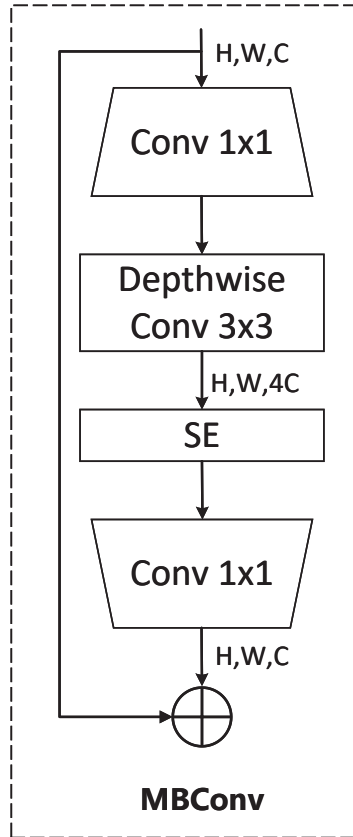 H,W,C
Conv 1x1
Depthwise
Conv 3x3
H,W,4C
SE
Conv 1x1
H,W,C
MBConv